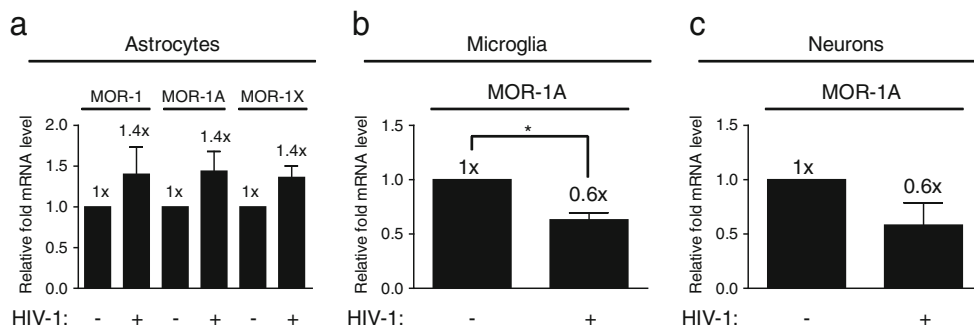 a
Astrocytes
MOR-1 MOR-1A MOR-1X
Relative fold mRNA level
2.0
1.5
1.0
0.5
0.0
1x 1.4x 1x 1.4x 1x 1.4x
HIV-1: - + - + - +
b
Microglia
MOR-1A
Relative fold mRNA level
1.5
1.0
0.5
0.0
*
1x 0.6x
HIV-1: - +
c
Neurons
MOR-1A
Relative fold mRNA level
1.5
1.0
0.5
0.0
1x 0.6x
HIV-1: - +